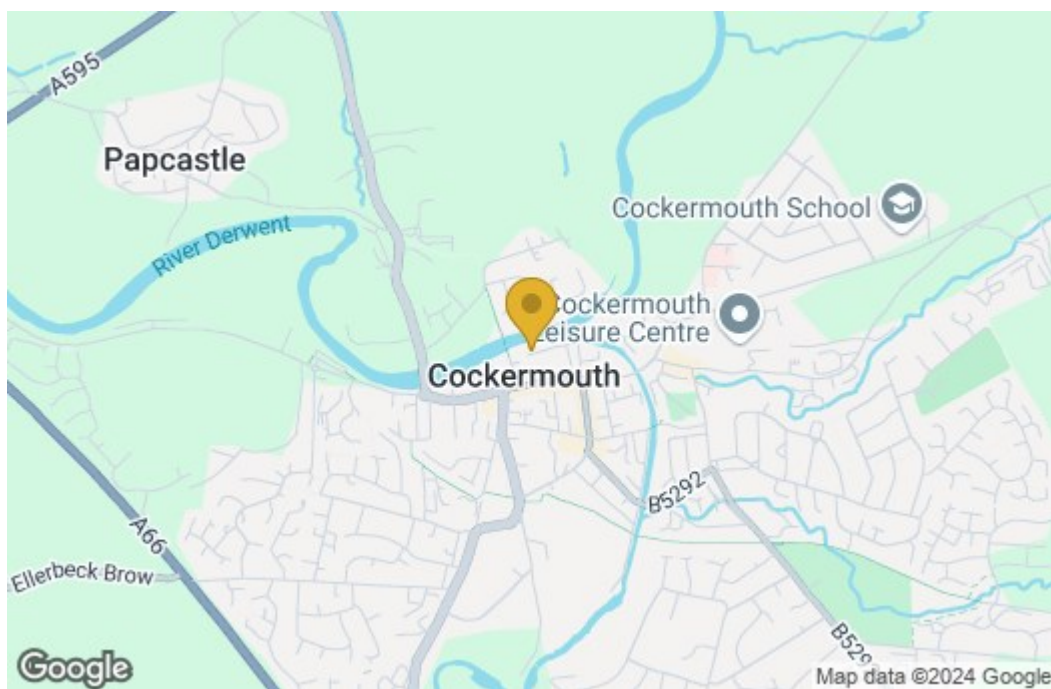 A595
Papcastle
Cockermouth School
River Derwent
Cockermouth
Leisure Centre
Cockermouth
B5292
A66
Ellerbeck Brow
B529
Google
Map data ©2024 Google